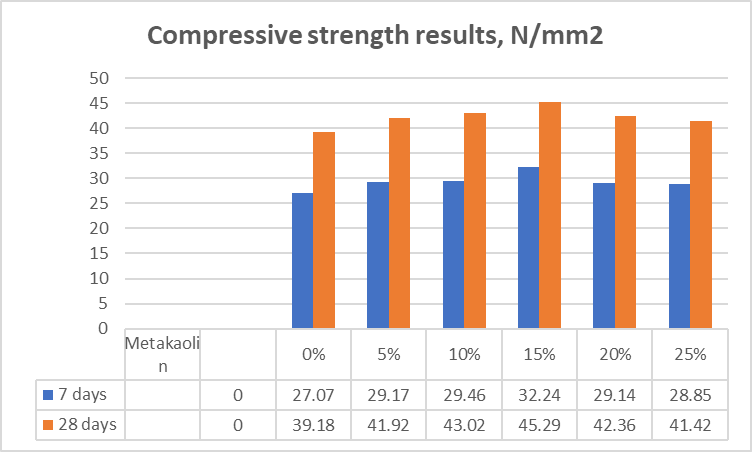 Compressive strength results, N/mm2
50
45
40
35
30
25
20
15
10
5
0
Metakaoli
n
0% 5% 10% 15% 20% 25%
7 days 0 27.07 29.17 29.46 32.24 29.14 28.85
28 days 0 39.18 41.92 43.02 45.29 42.36 41.42